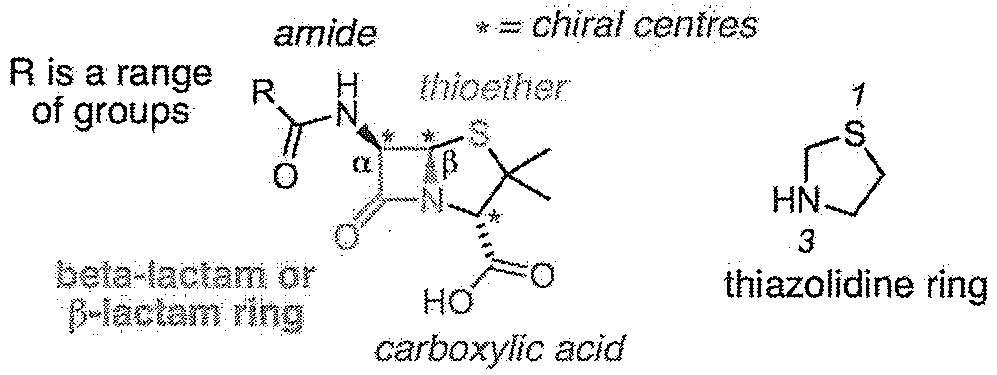 amide
* = chiral centres
R is a range
of groups
thioether
H
R
N
O
*
*
S
α
β
N
O
*
O
HO
beta-lactam or
β-lactam ring
carboxylic acid
1
S
HN
3
thiazolidine ring